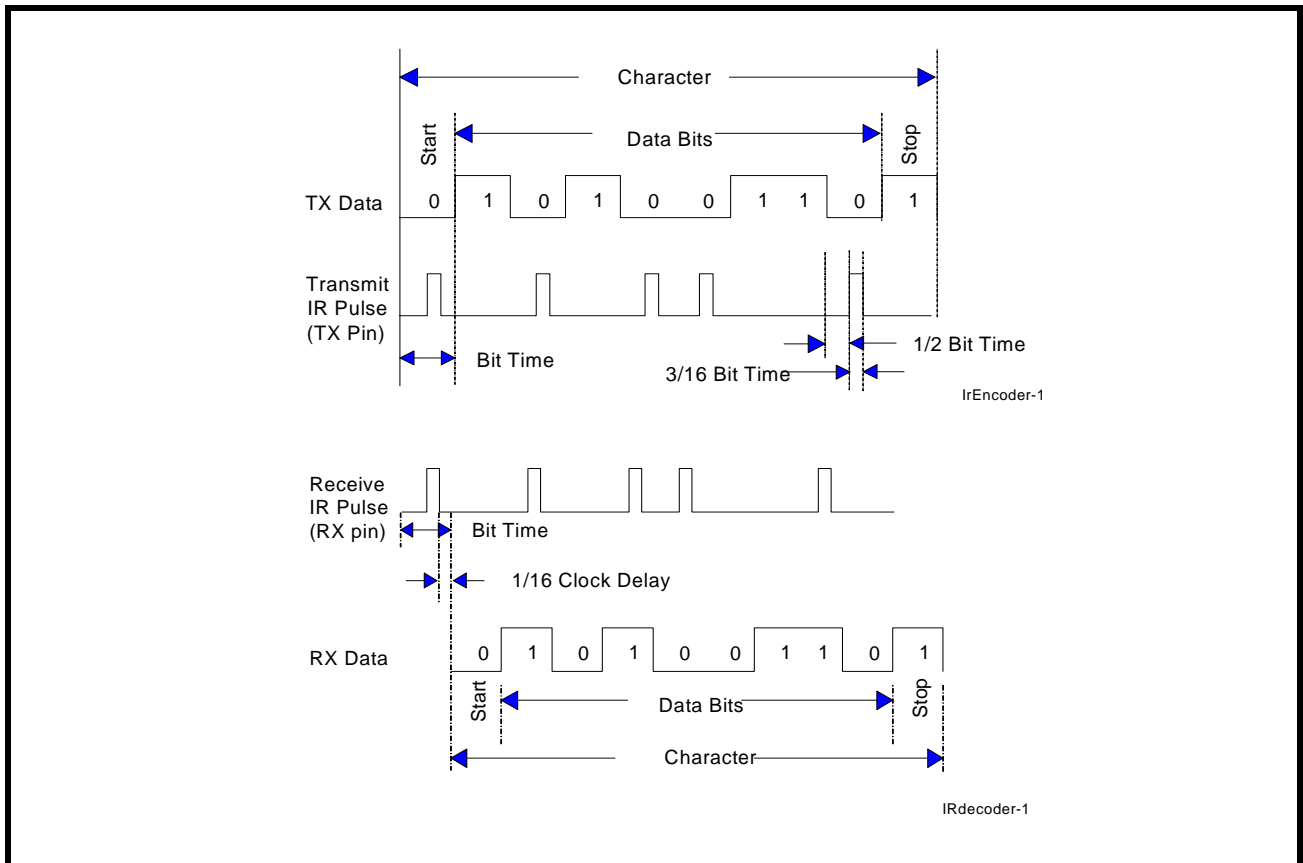 Character
Start
Data Bits
Stop
TX Data
0 1 0 1 0 0 1 1 0 1
Transmit
IR Pulse
(TX Pin)
Bit Time
1/2 Bit Time
3/16 Bit Time
IrEncoder-1
Receive
IR Pulse
(RX pin)
Bit Time
1/16 Clock Delay
RX Data
0 1 0 1 0 0 1 1 0 1
Start
Data Bits
Stop
Character
IRdecoder-1